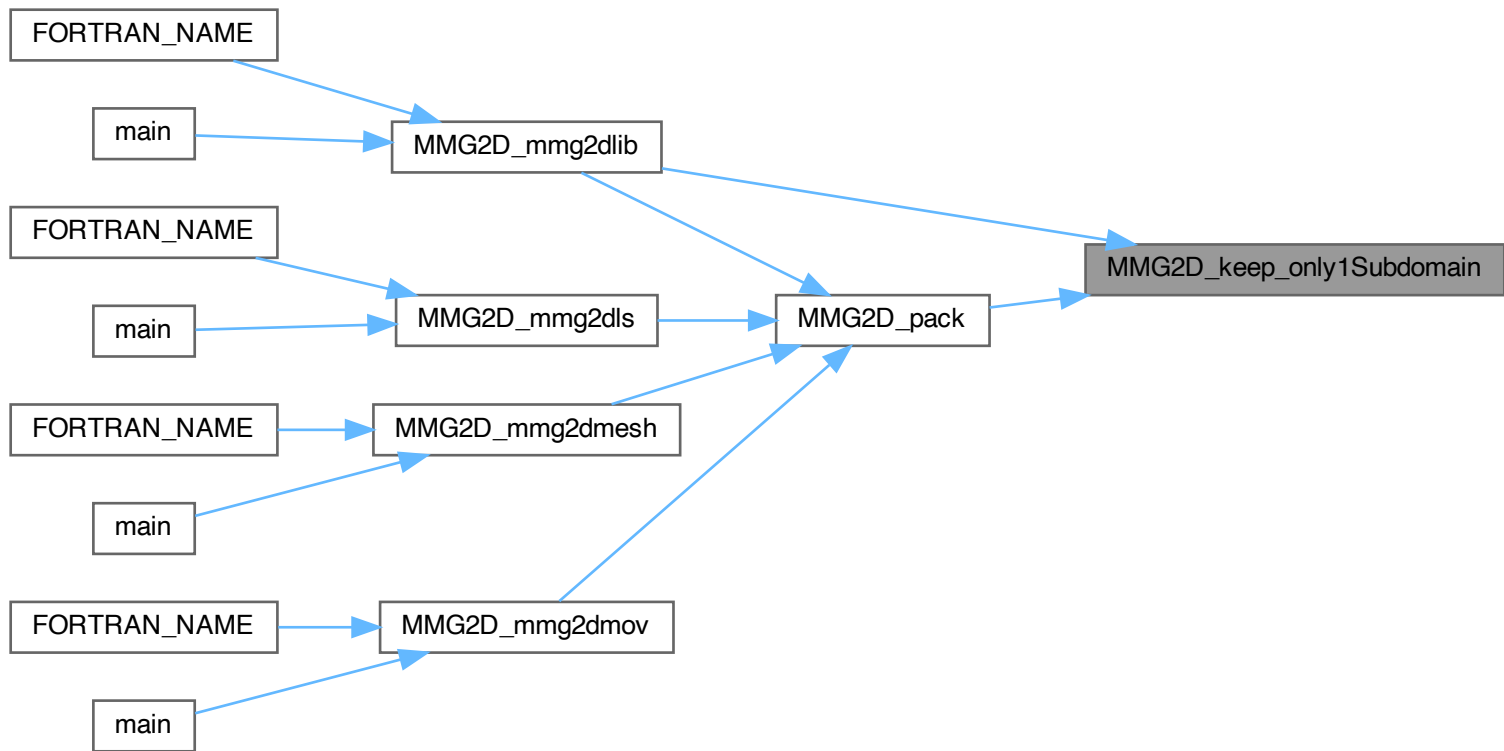 FORTRAN_NAME
main
MMG2D_mmg2dlib
FORTRAN_NAME
main
MMG2D_mmg2dls
MMG2D_pack
MMG2D_keep_only1Subdomain
FORTRAN_NAME
main
MMG2D_mmg2dmesh
FORTRAN_NAME
main
MMG2D_mmg2dmov